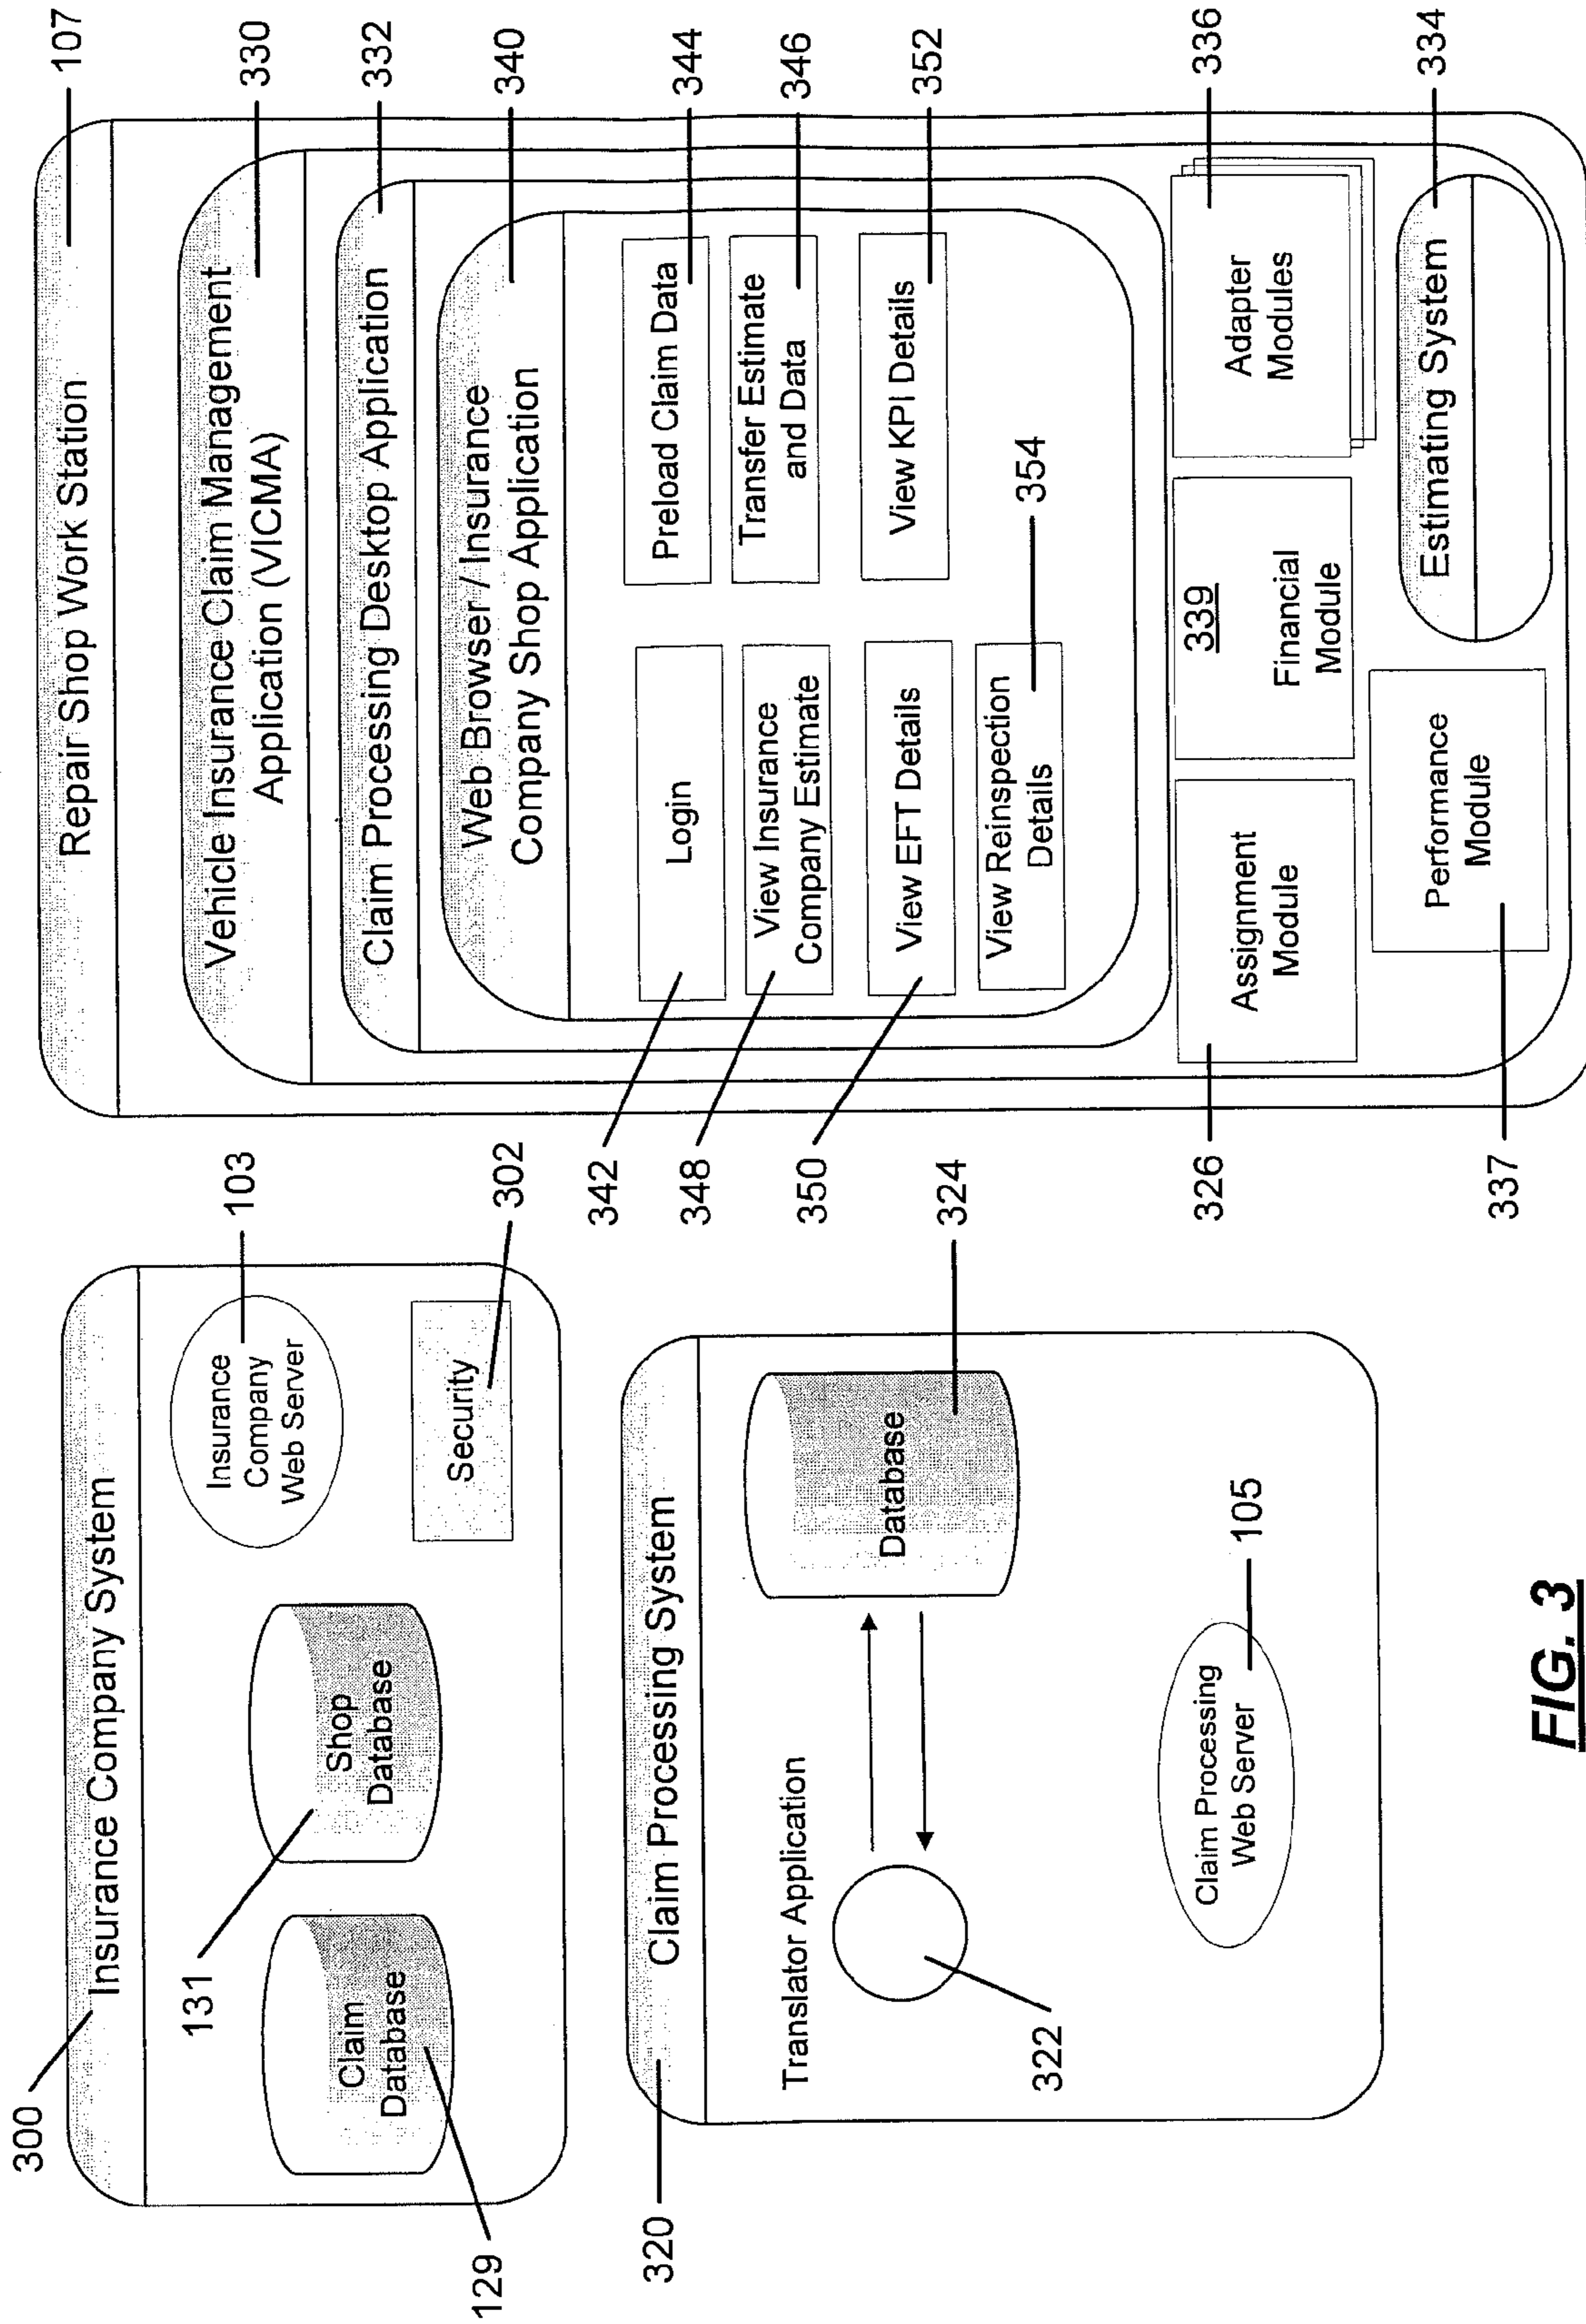 300
Insurance Company System
131
Claim
Database
129
Shop
Database
Insurance
Company
Web Server
103
Security
302
320
Claim Processing System
Translator Application
322
Database
324
Claim Processing
Web Server
105
Repair Shop Work Station
107
Vehicle Insurance Claim Management
Application (VICMA)
330
Claim Processing Desktop Application
332
Web Browser / Insurance
Company Shop Application
340
Login
342
Preload Claim Data
344
View Insurance
Company Estimate
348
Transfer Estimate
and Data
346
View EFT Details
350
View KPI Details
352
View Reinspection
Details
354
Assignment
Module
326
339
Financial
Module
Adapter
Modules
336
Performance
Module
337
Estimating System
334
FIG. 3